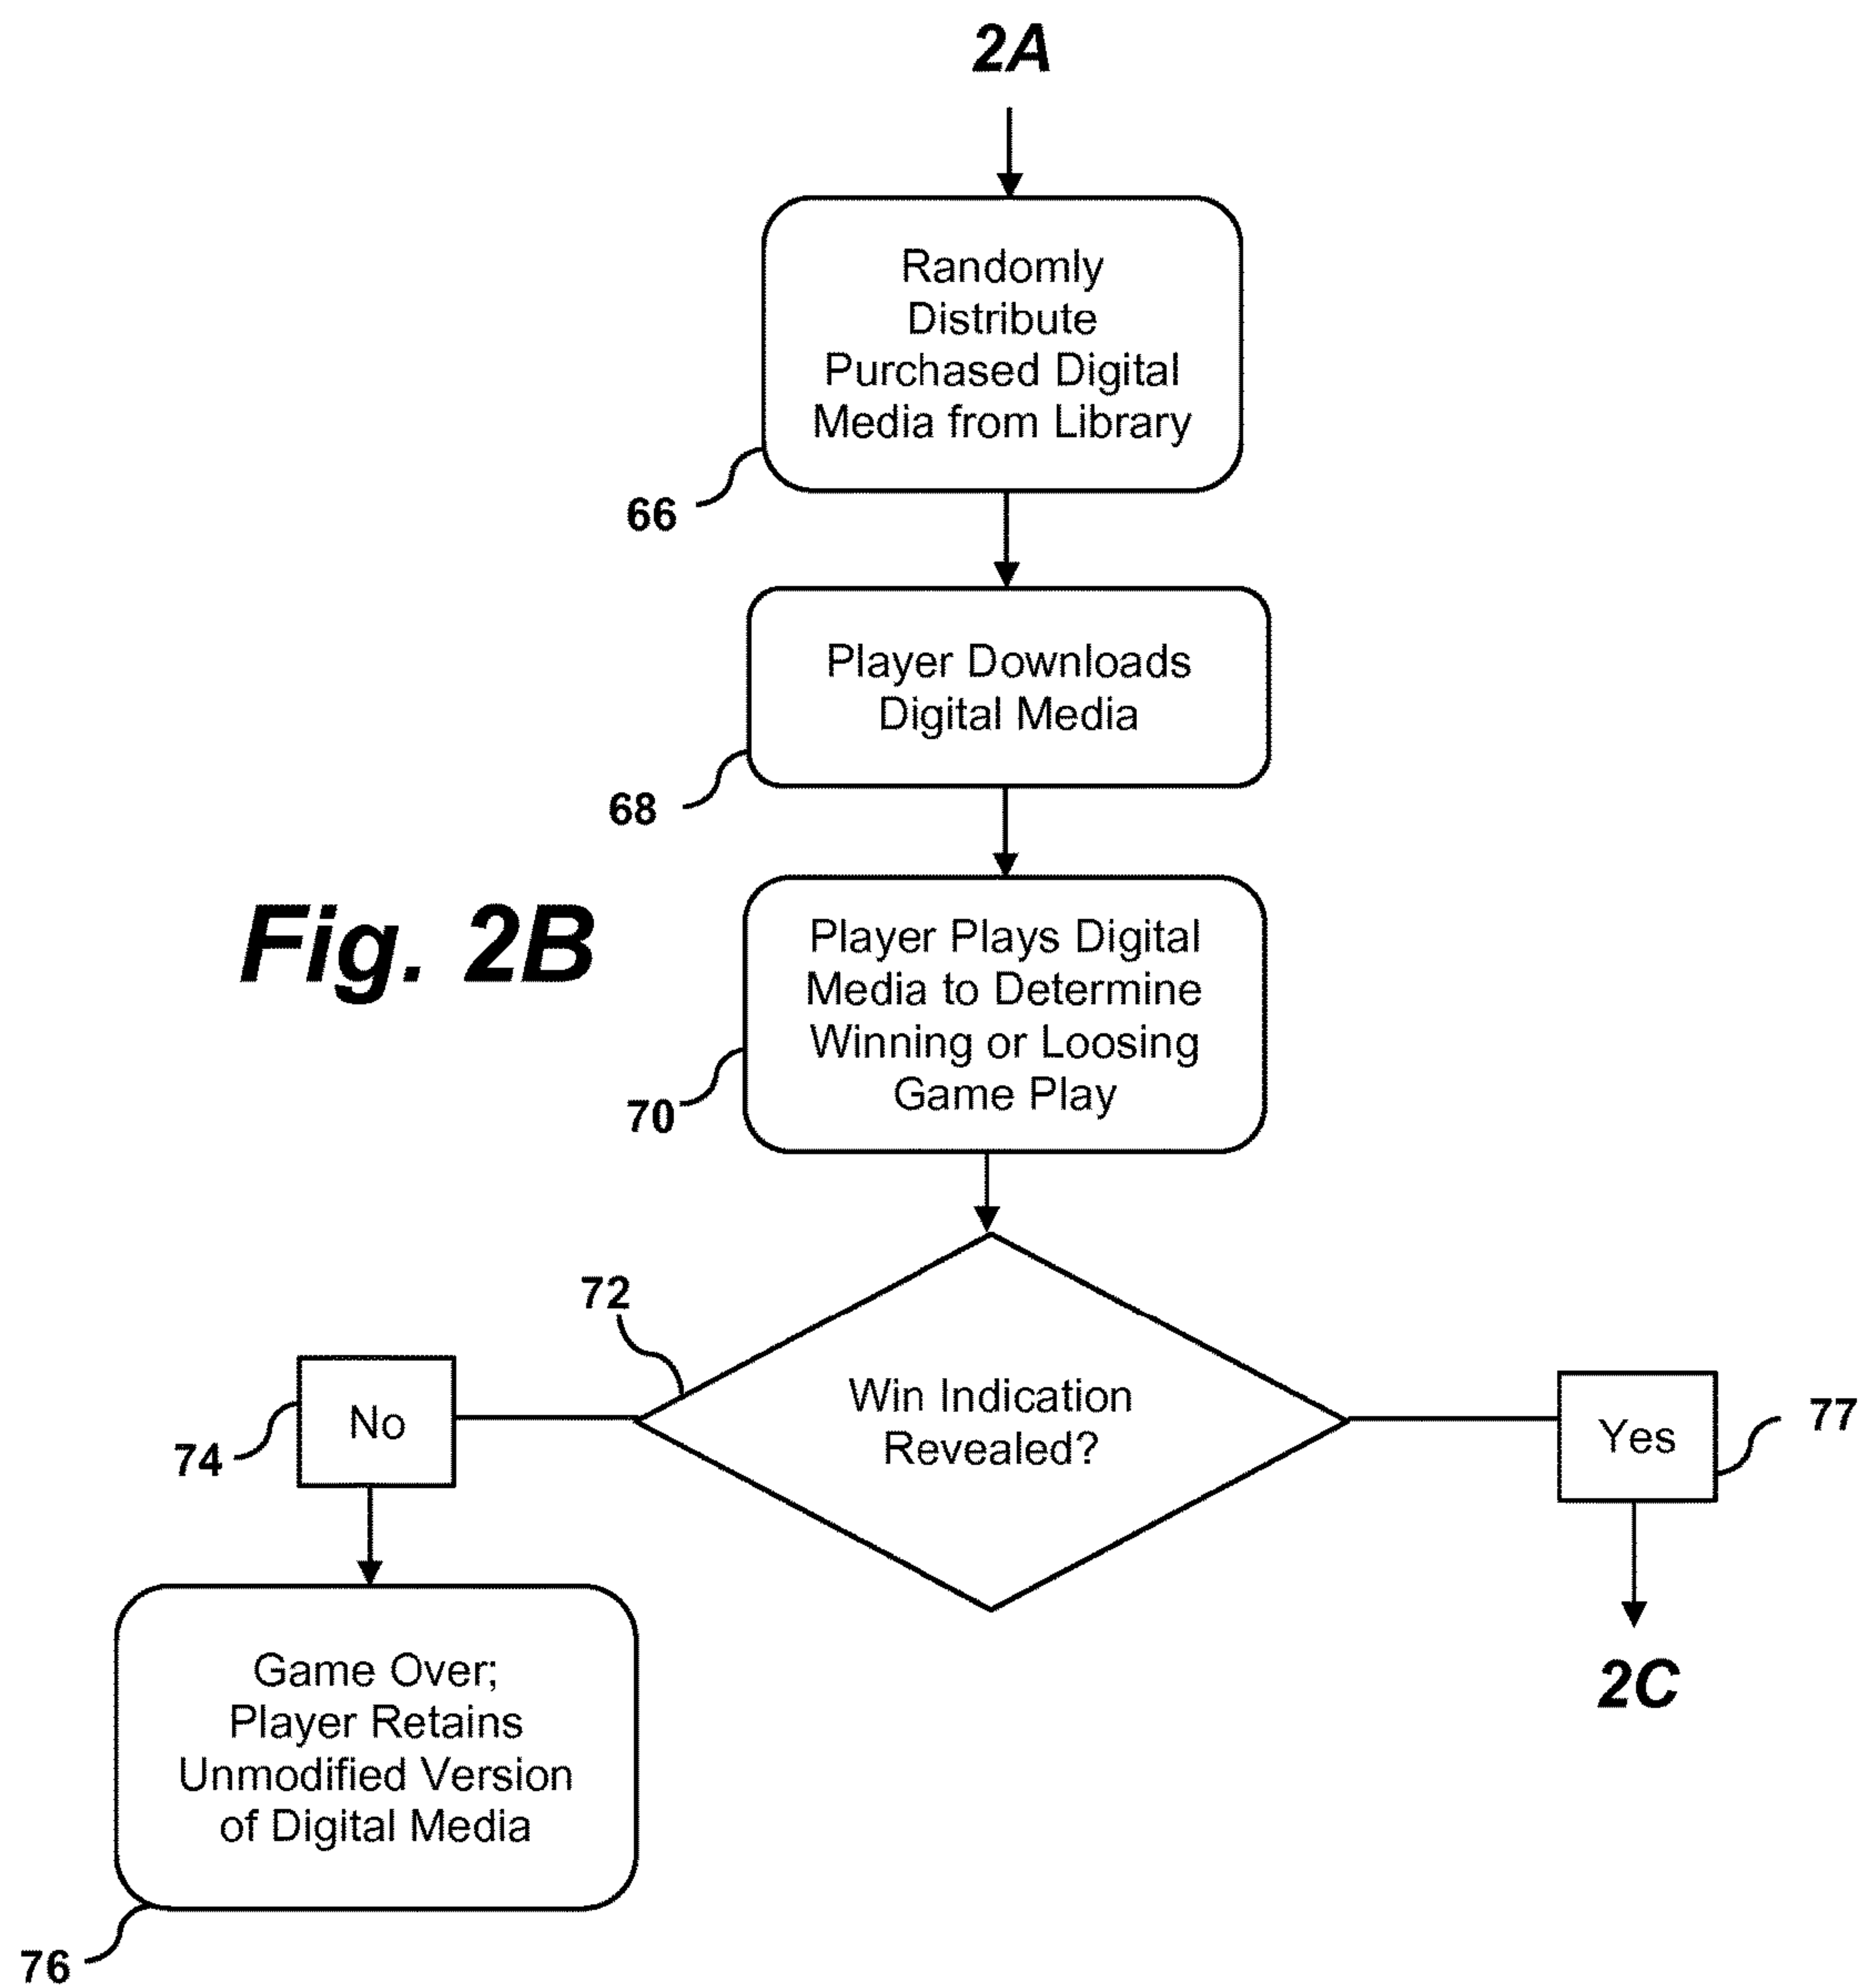 2A
Randomly
Distribute
Purchased Digital
Media from Library
66
Player Downloads
Digital Media
68
Fig. 2B
Player Plays Digital
Media to Determine
Winning or Loosing
Game Play
70
72
Win Indication
Revealed?
No
74
Yes
77
Game Over;
Player Retains
Unmodified Version
of Digital Media
76
2C